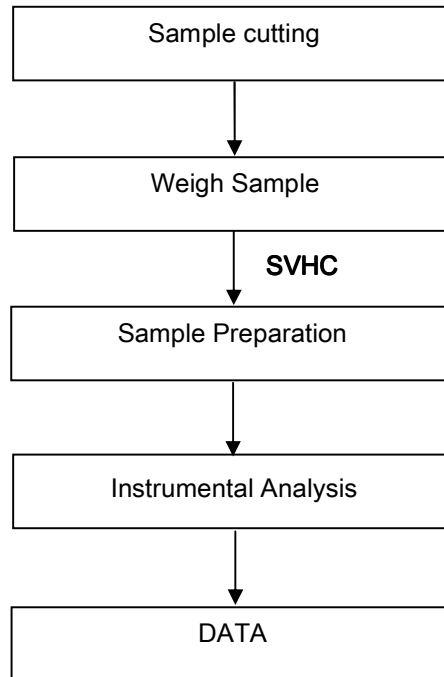 Sample cutting
Weigh Sample
SVHC
Sample Preparation
Instrumental Analysis
DATA